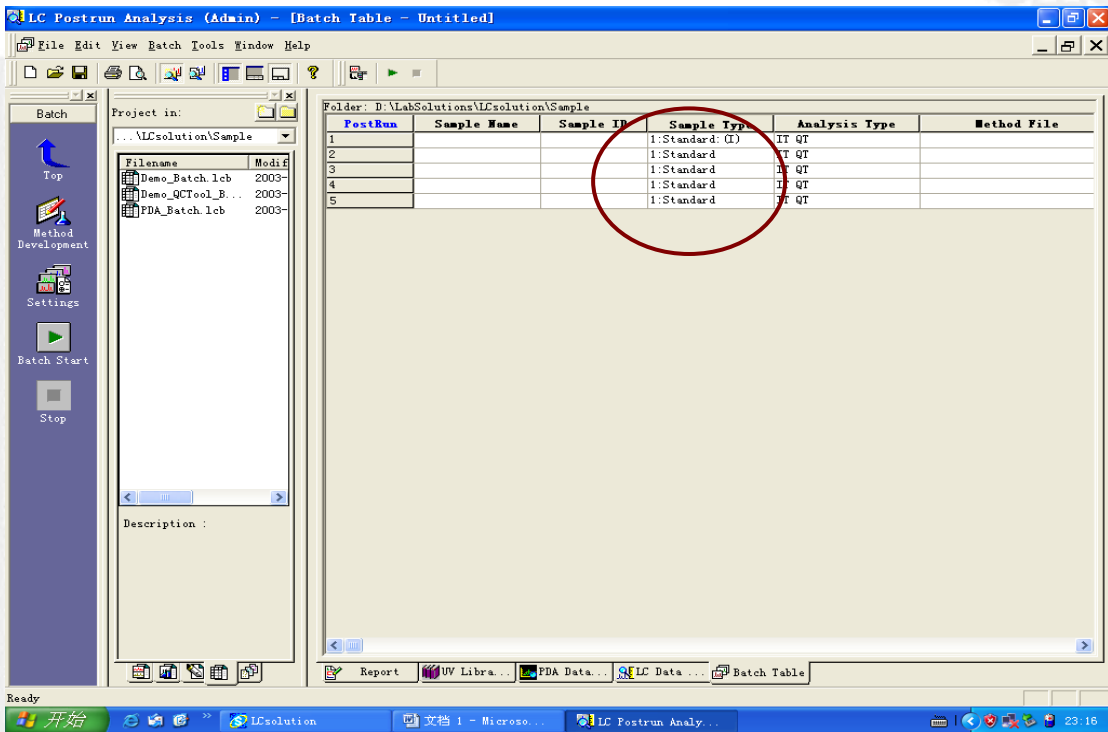 LC Postrun Analysis (Admin) - [Batch Table - Untitled]
File Edit View Batch Tools Window Help
Batch
Top
Method
Development
Settings
Batch Start
Stop
Project in:
...\LCsolution\Sample
Filename Modif
Demo_Batch.lcb 2003-
Demo_QCTool_B... 2003-
PDA_Batch.lcb 2003-
Description :
Folder: D:\LabSolutions\LCsolution\Sample
PostRun Sample Name Sample ID Sample Type Analysis Type Method File
1 1:Standard:(I) IT QT
2 1:Standard IT QT
3 1:Standard IT QT
4 1:Standard IT QT
5 1:Standard IT QT
Report UV Libra... PDA Data... LC Data ... Batch Table
Ready
开始 LCsolution 文档 1 - Microso... LC Postrun Analy... 23:16